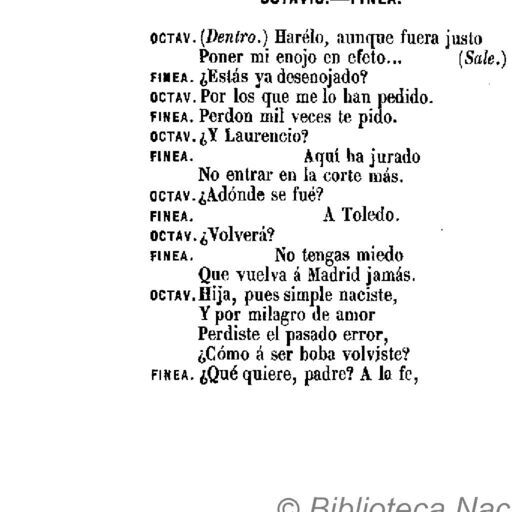 OCTAVIO.—FINEA.
OCTAV. (Dentro.) Harélo, aunque fuera justo
Poner mi enojo en efeto... (Sale.)
FINEA. ¿Estás ya desenojado?
OCTAV. Por los que me lo han pedido.
FINEA. Perdon mil veces te pido.
OCTAV. ¿Y Laurencio?
FINEA. Aquí ha jurado
No entrar en la corte más.
OCTAV. ¿Adónde se fué?
FINEA. A Toledo.
OCTAV. ¿Volverá?
FINEA. No tengas miedo
Que vuelva á Madrid jamás.
OCTAV. Hija, pues simple naciste,
Y por milagro de amor
Perdiste el pasado error,
¿Cómo á ser boba volviste?
FINEA. ¿Qué quiere, padre? A la fe,
© Biblioteca Nac